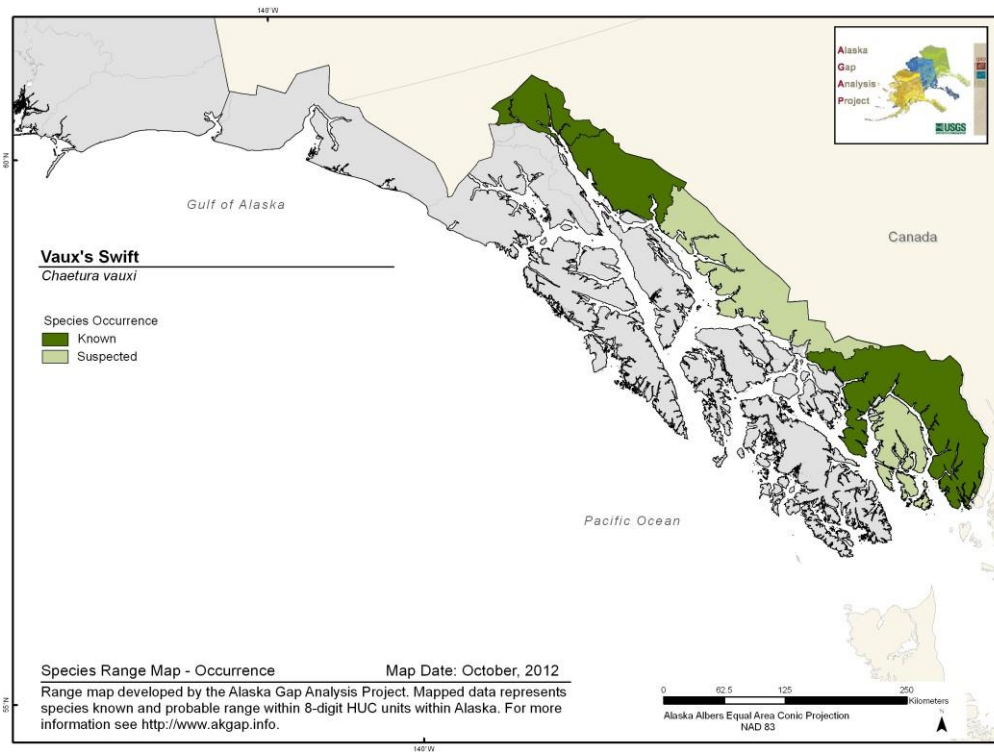 140°W
Alaska
Gap
Analysis
Project
USGS
60°N
Gulf of Alaska
Canada
Vaux's Swift
Chaetura vauxi
Species Occurrence
Known
Suspected
Pacific Ocean
Species Range Map - Occurrence Map Date: October, 2012
Range map developed by the Alaska Gap Analysis Project. Mapped data represents
species known and probable range within 8-digit HUC units within Alaska. For more
information see http://www.akgap.info.
0 62.5 125 250
Kilometers
Alaska Albers Equal Area Conic Projection
NAD 83
N
55°N
140°W